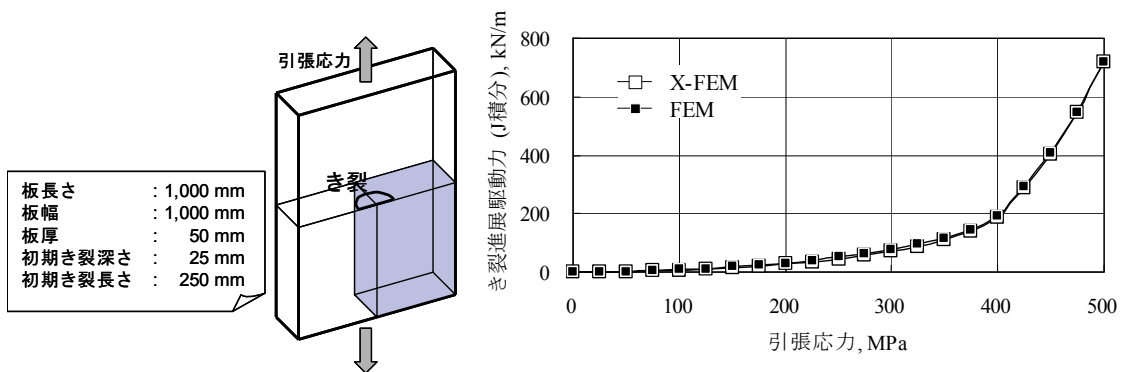 引張応力
き裂
板長さ : 1,000 mm
板幅 : 1,000 mm
板厚 : 50 mm
初期き裂深さ : 25 mm
初期き裂長さ : 250 mm
き裂進展駆動力 (J積分), kN/m
800
600
400
200
0
X-FEM
FEM
0 100 200 300 400 500
引張応力, MPa